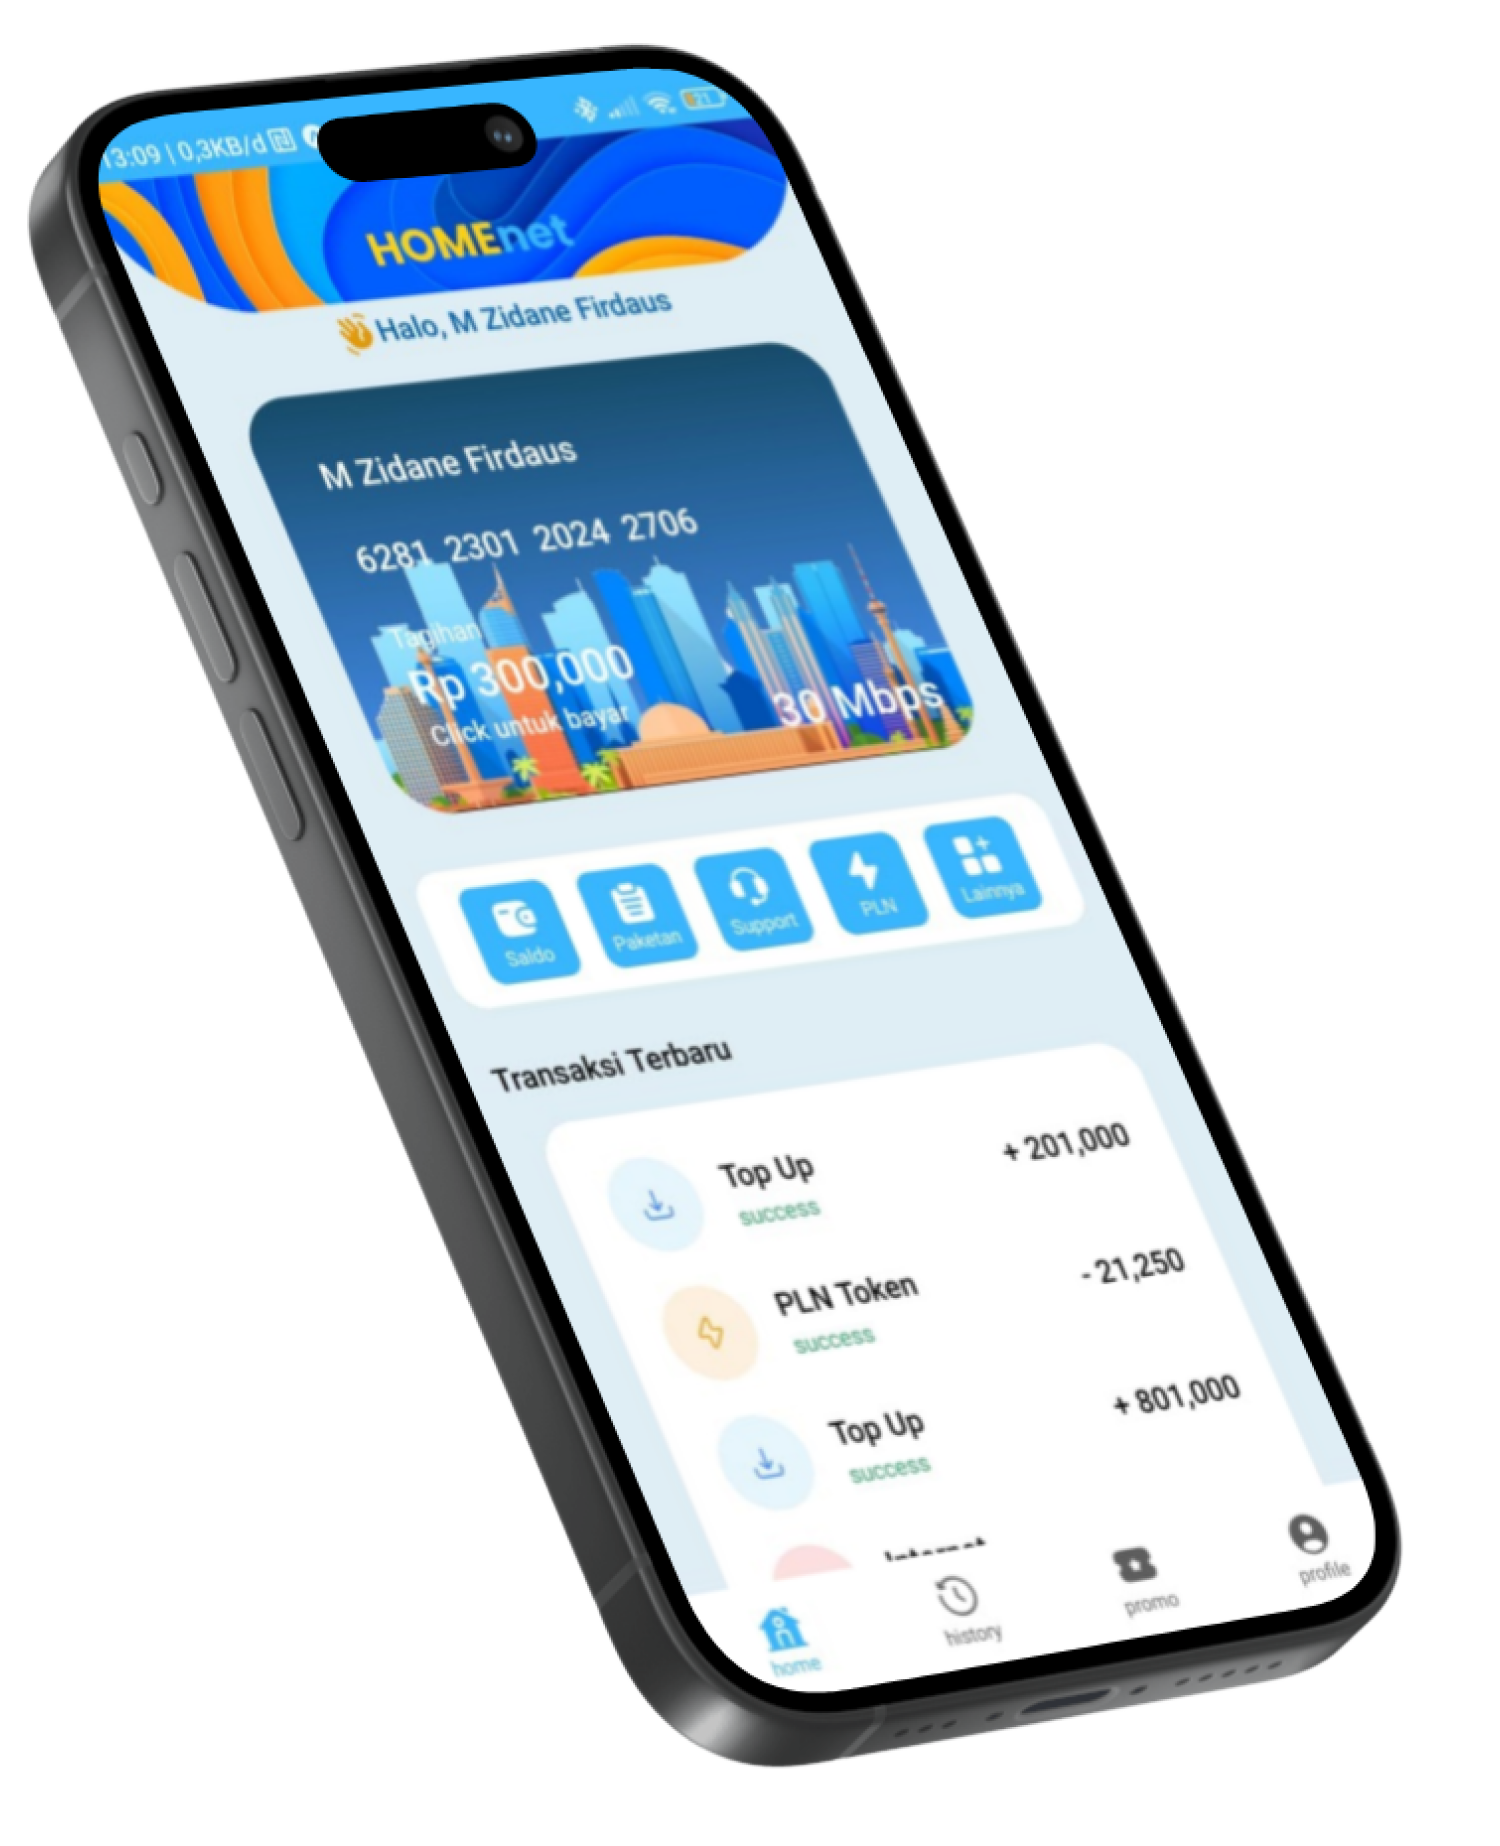 13:09 | 0,3KB/d
21
HOMEnet
Halo, M Zidane Firdaus
M Zidane Firdaus
6281 2301 2024 2706
Tagihan
Rp 300,000
Click untuk bayar
30 Mbps
Saldo
Paketan
Support
PLN
Lainnya
Transaksi Terbaru
Top Up
+ 201,000
success
PLN Token
- 21,250
success
Top Up
+ 801,000
success
Internet
home
history
promo
profile